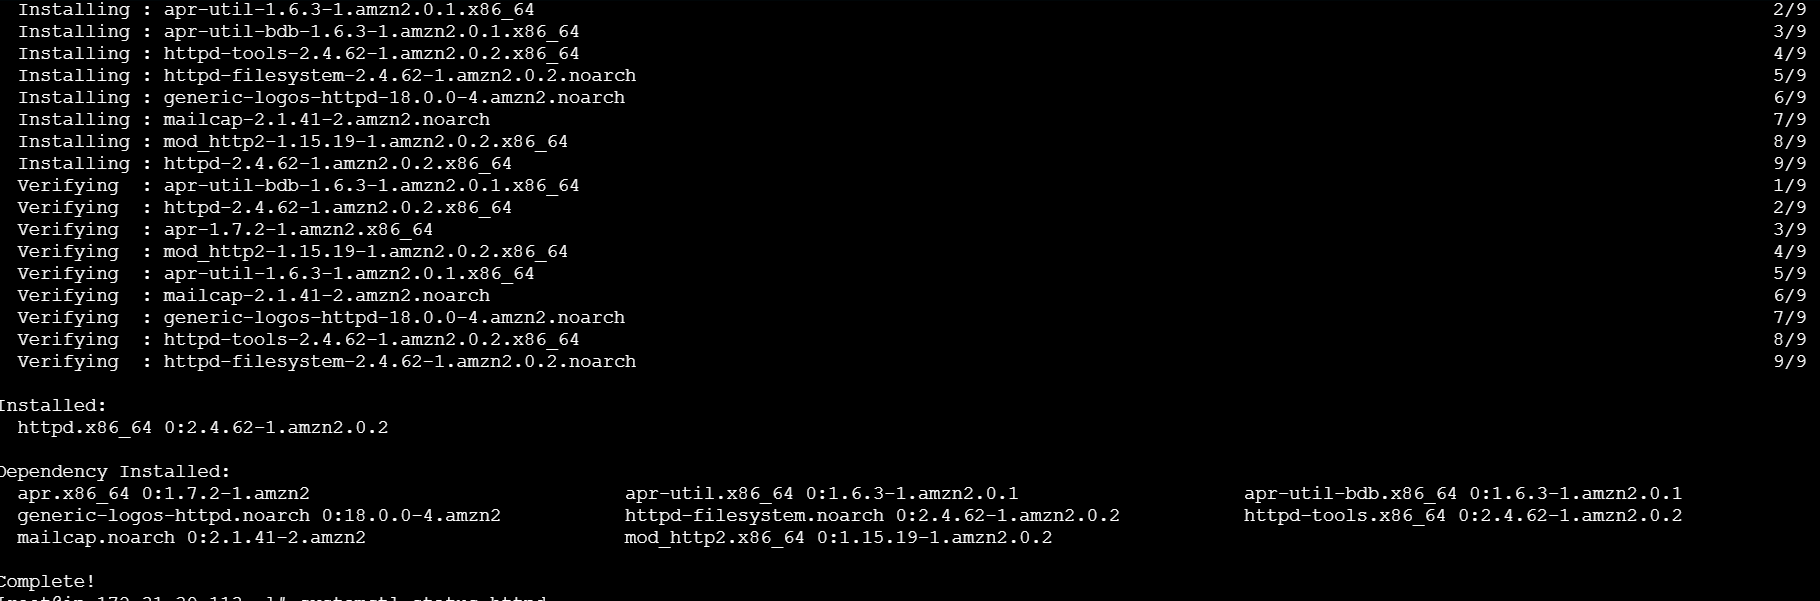 Installing : apr-util-1.6.3-1.amzn2.0.1.x86_64 2/9
Installing : apr-util-bdb-1.6.3-1.amzn2.0.1.x86_64 3/9
Installing : httpd-tools-2.4.62-1.amzn2.0.2.x86_64 4/9
Installing : httpd-filesystem-2.4.62-1.amzn2.0.2.noarch 5/9
Installing : generic-logos-httpd-18.0.0-4.amzn2.noarch 6/9
Installing : mailcap-2.1.41-2.amzn2.noarch 7/9
Installing : mod_http2-1.15.19-1.amzn2.0.2.x86_64 8/9
Installing : httpd-2.4.62-1.amzn2.0.2.x86_64 9/9
Verifying : apr-util-bdb-1.6.3-1.amzn2.0.1.x86_64 1/9
Verifying : httpd-2.4.62-1.amzn2.0.2.x86_64 2/9
Verifying : apr-1.7.2-1.amzn2.x86_64 3/9
Verifying : mod_http2-1.15.19-1.amzn2.0.2.x86_64 4/9
Verifying : apr-util-1.6.3-1.amzn2.0.1.x86_64 5/9
Verifying : mailcap-2.1.41-2.amzn2.noarch 6/9
Verifying : generic-logos-httpd-18.0.0-4.amzn2.noarch 7/9
Verifying : httpd-tools-2.4.62-1.amzn2.0.2.x86_64 8/9
Verifying : httpd-filesystem-2.4.62-1.amzn2.0.2.noarch 9/9
Installed:
httpd.x86_64 0:2.4.62-1.amzn2.0.2
Dependency Installed:
apr.x86_64 0:1.7.2-1.amzn2 apr-util.x86_64 0:1.6.3-1.amzn2.0.1 apr-util-bdb.x86_64 0:1.6.3-1.amzn2.0.1
generic-logos-httpd.noarch 0:18.0.0-4.amzn2 httpd-filesystem.noarch 0:2.4.62-1.amzn2.0.2 httpd-tools.x86_64 0:2.4.62-1.amzn2.0.2
mailcap.noarch 0:2.1.41-2.amzn2 mod_http2.x86_64 0:1.15.19-1.amzn2.0.2
Complete!
systemctl status httpd